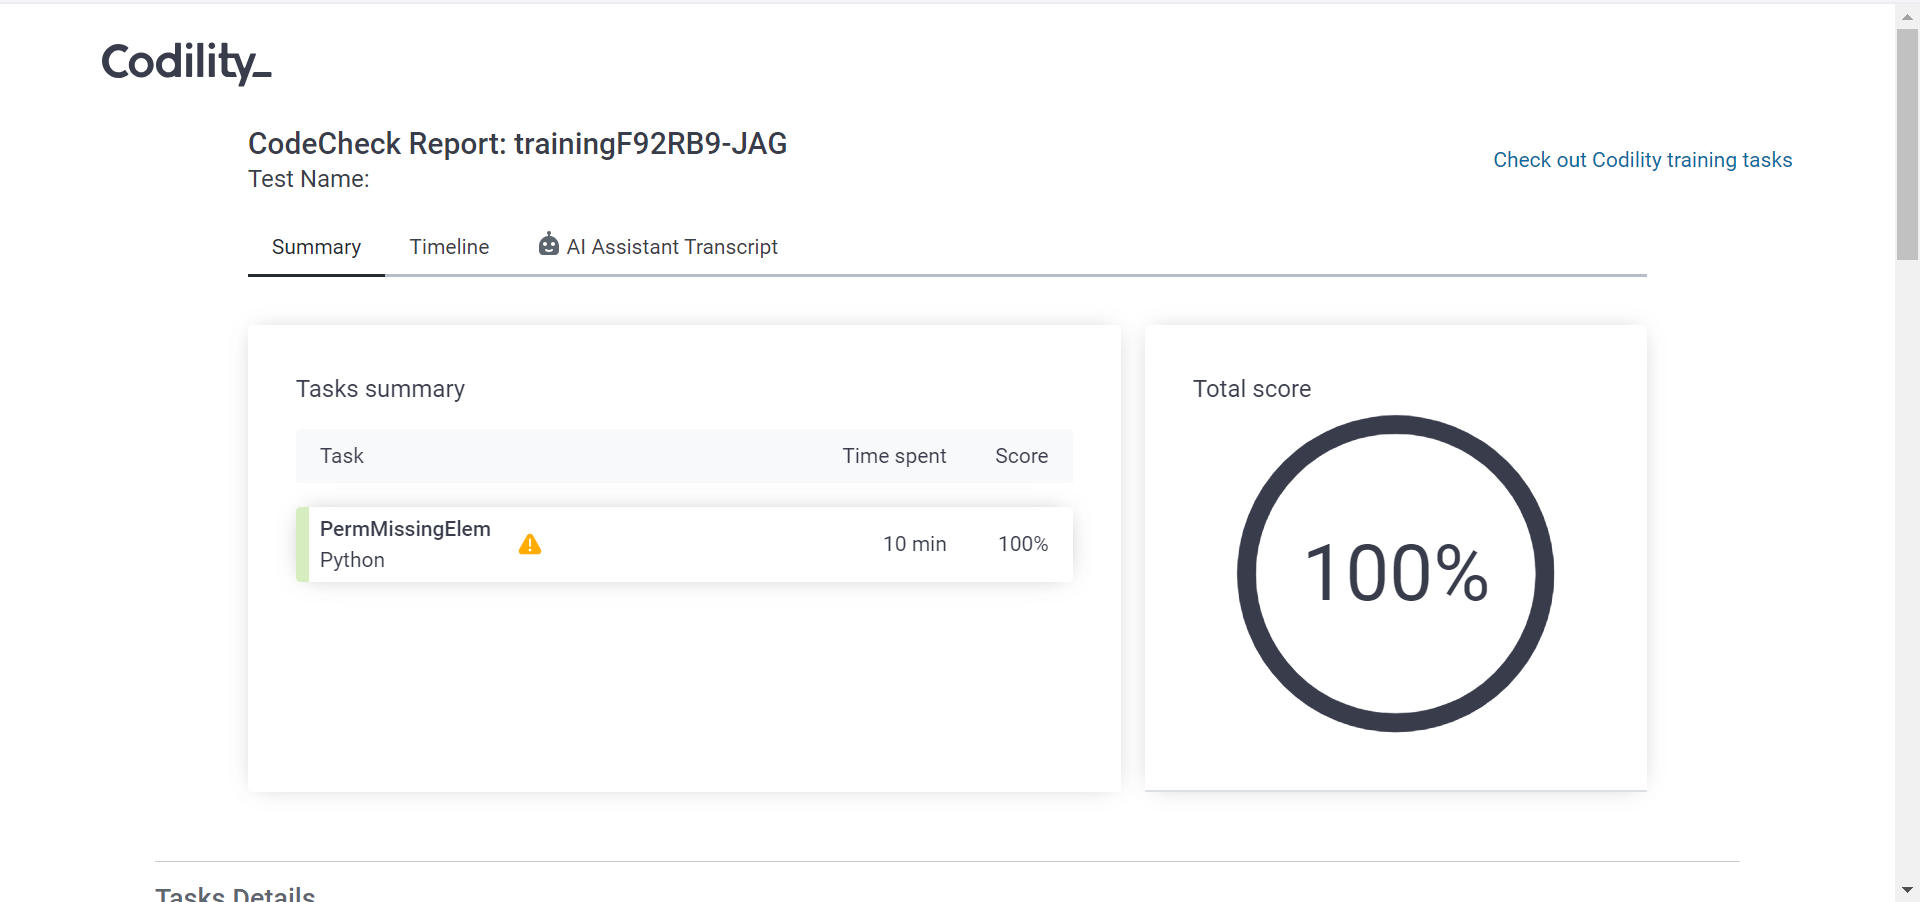 Codility_
CodeCheck Report: trainingF92RB9-JAG
Test Name:
Check out Codility training tasks
Summary
Timeline
AI Assistant Transcript
Tasks summary
Task Time spent Score
PermMissingElem
Python
10 min 100%
Total score
100%
Tasks Details